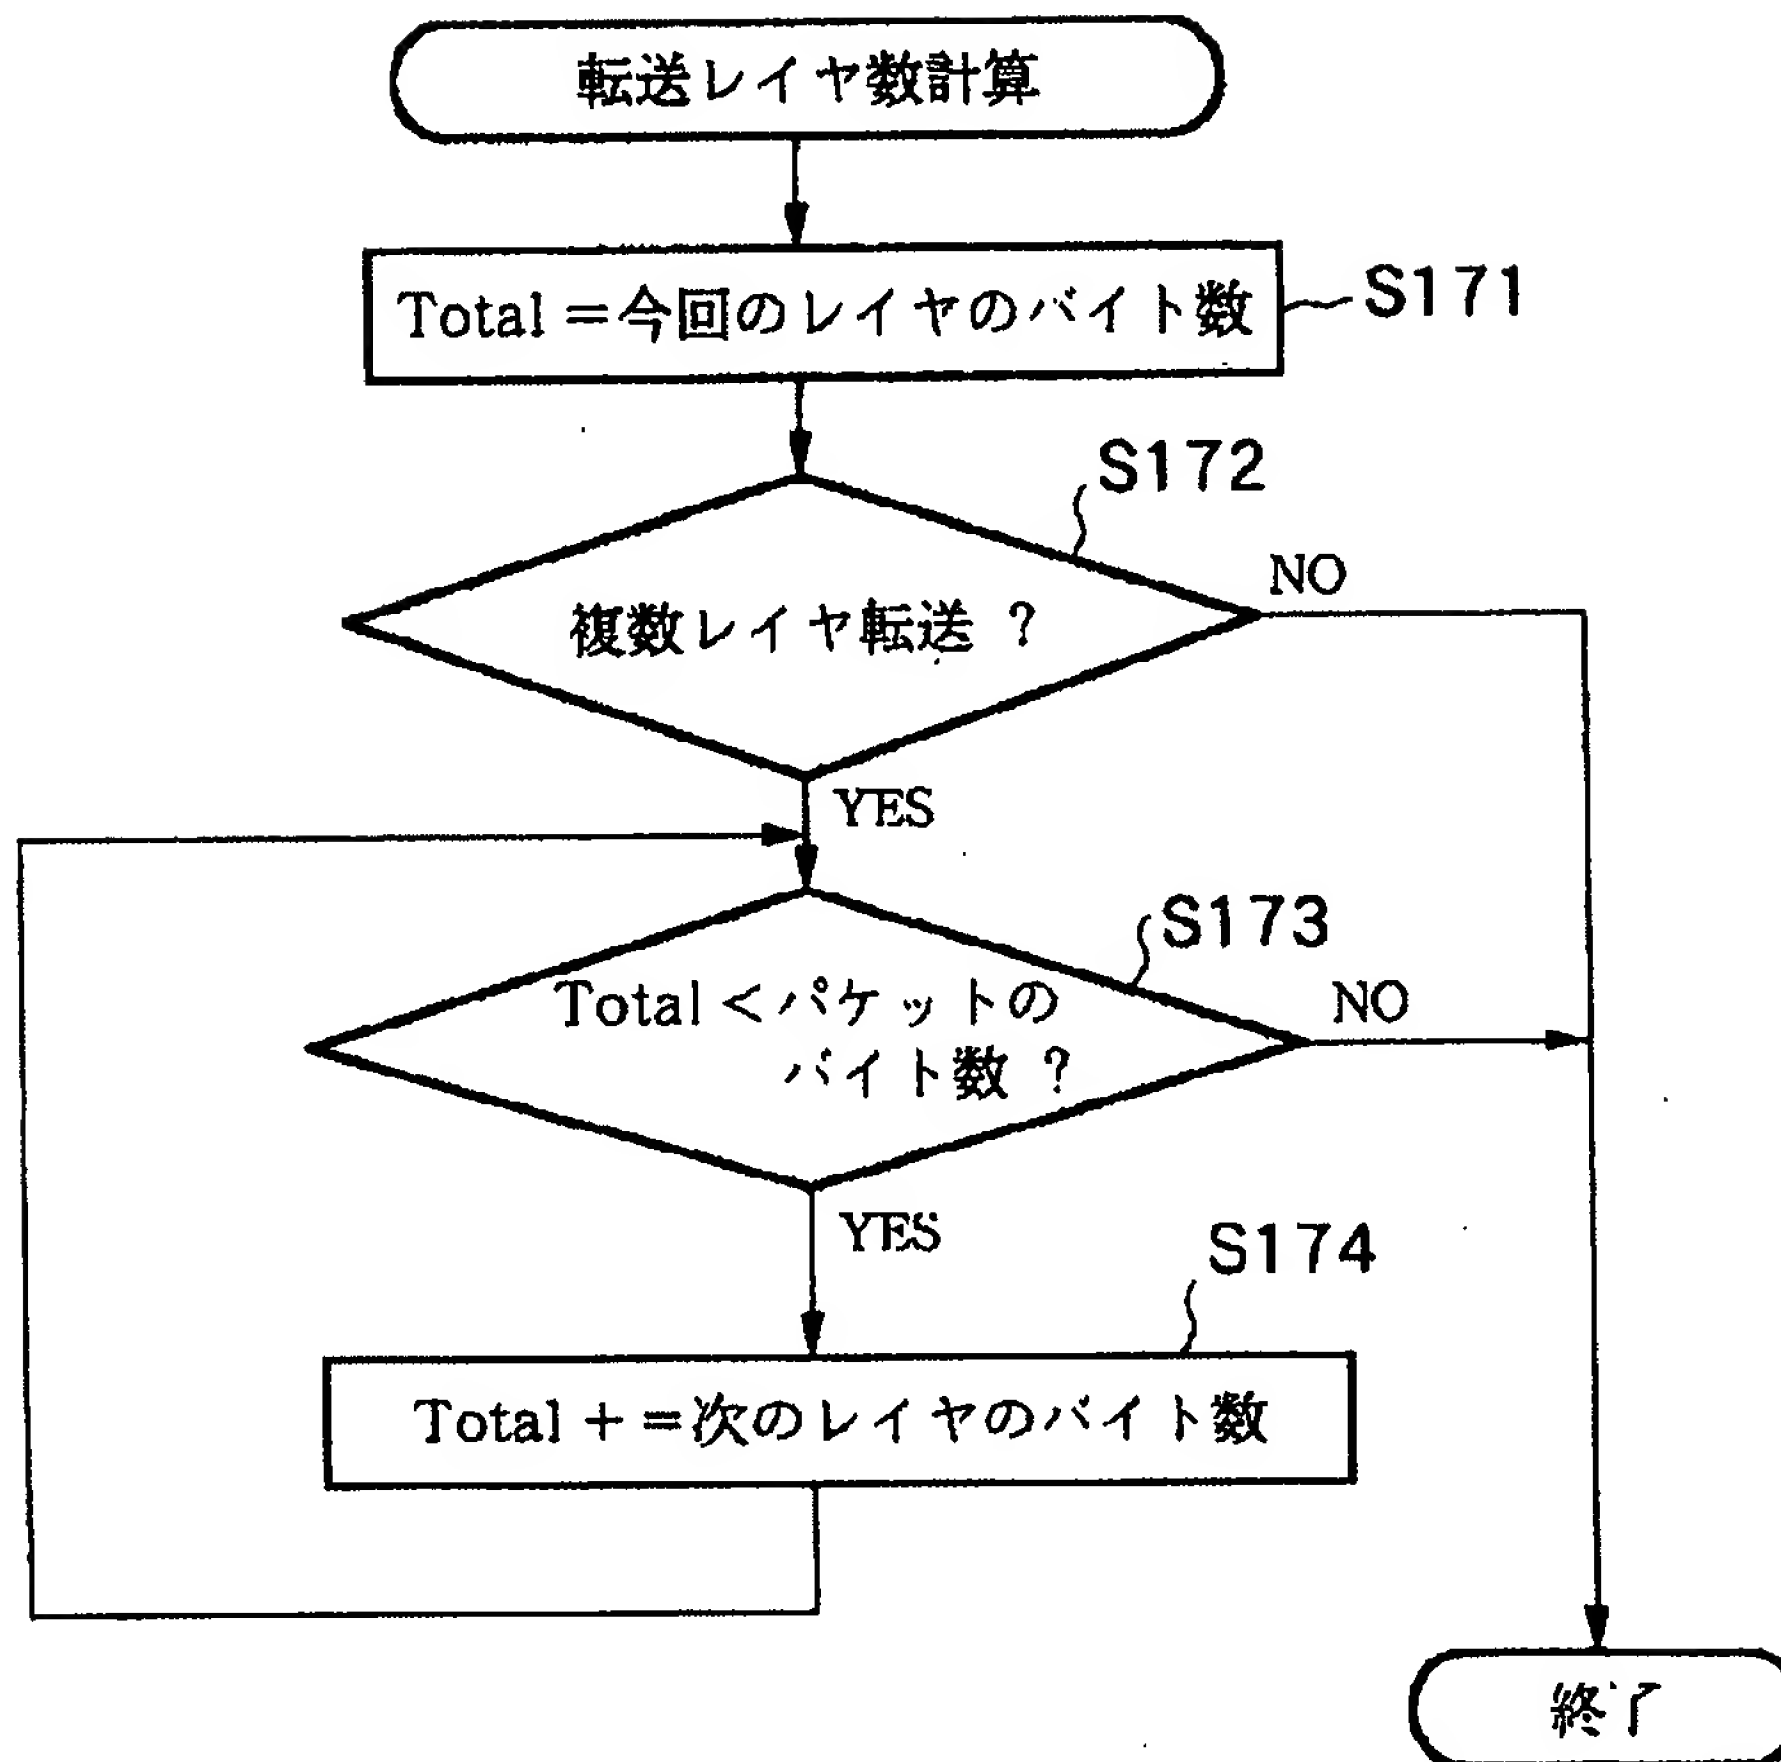 転送レイヤ数計算
Total =今回のレイヤのバイト数
S171
S172
複数レイヤ転送 ?
NO
YES
S173
Total <パケットの
バイト数 ?
NO
YES
S174
Total + =次のレイヤのバイト数
終了